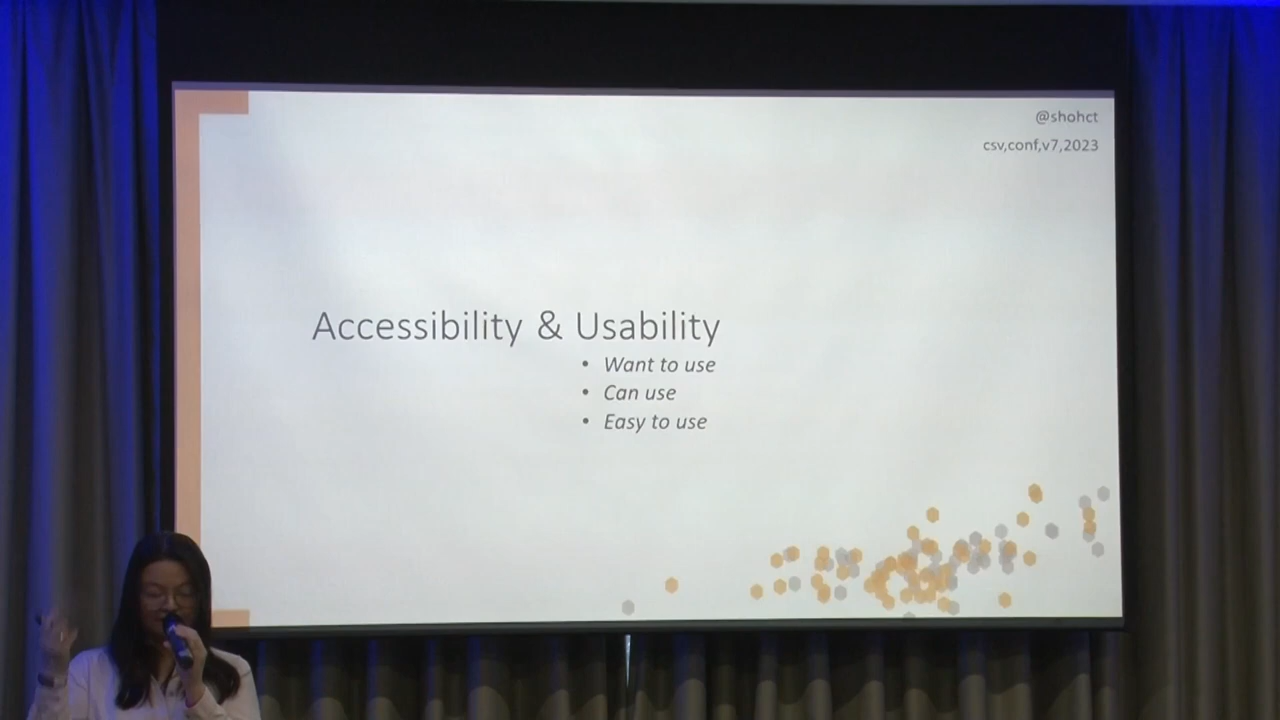 @shohct
csv,conf,v7,2023
Accessibility & Usability
• Want to use
• Can use
• Easy to use